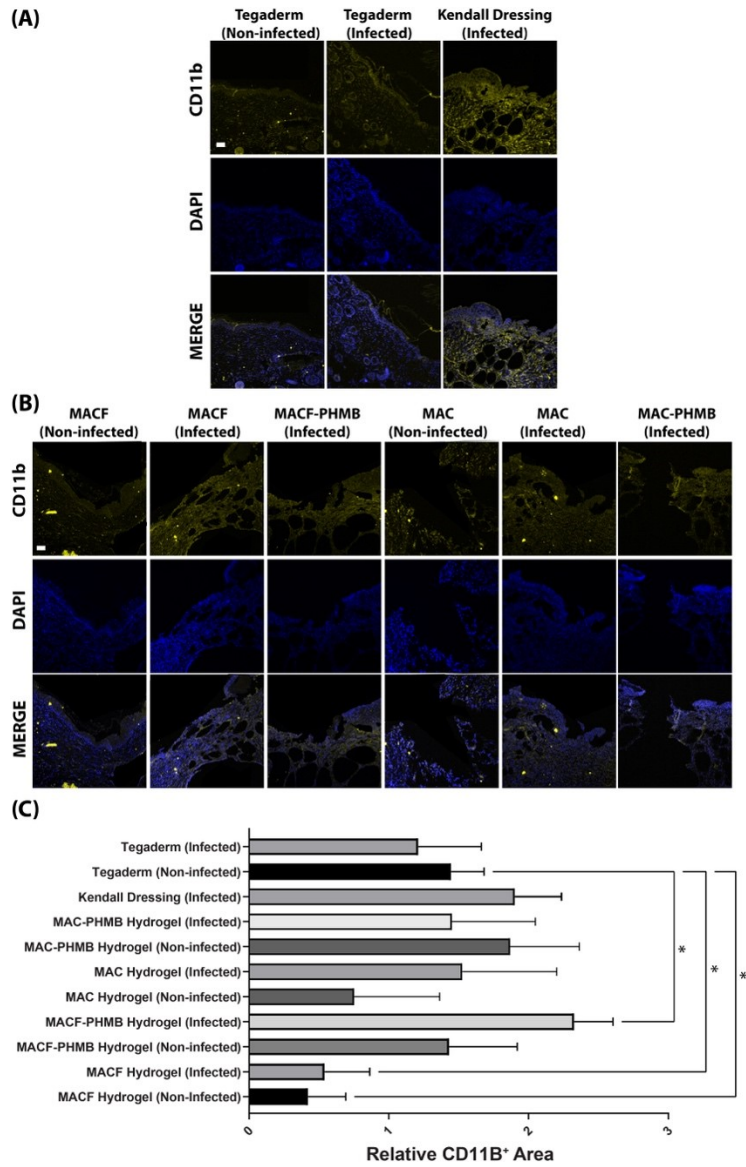 (A)
Tegaderm Tegaderm Kendall Dressing
(Non-infected) (Infected) (Infected)
CD11b
DAPI
MERGE
(B)
MACF MACF MACF-PHMB MAC MAC MAC-PHMB
(Non-infected) (Infected) (Infected) (Non-infected) (Infected) (Infected)
CD11b
DAPI
MERGE
(C)
Tegaderm (Infected)
Tegaderm (Non-infected)
Kendall Dressing (Infected)
MAC-PHMB Hydrogel (Infected)
MAC-PHMB Hydrogel (Non-infected)
MAC Hydrogel (Infected)
MAC Hydrogel (Non-infected)
MACF-PHMB Hydrogel (Infected)
MACF-PHMB Hydrogel (Non-infected)
MACF Hydrogel (Infected)
MACF Hydrogel (Non-Infected)
* * *
0 1 2 3
Relative CD11B⁺ Area